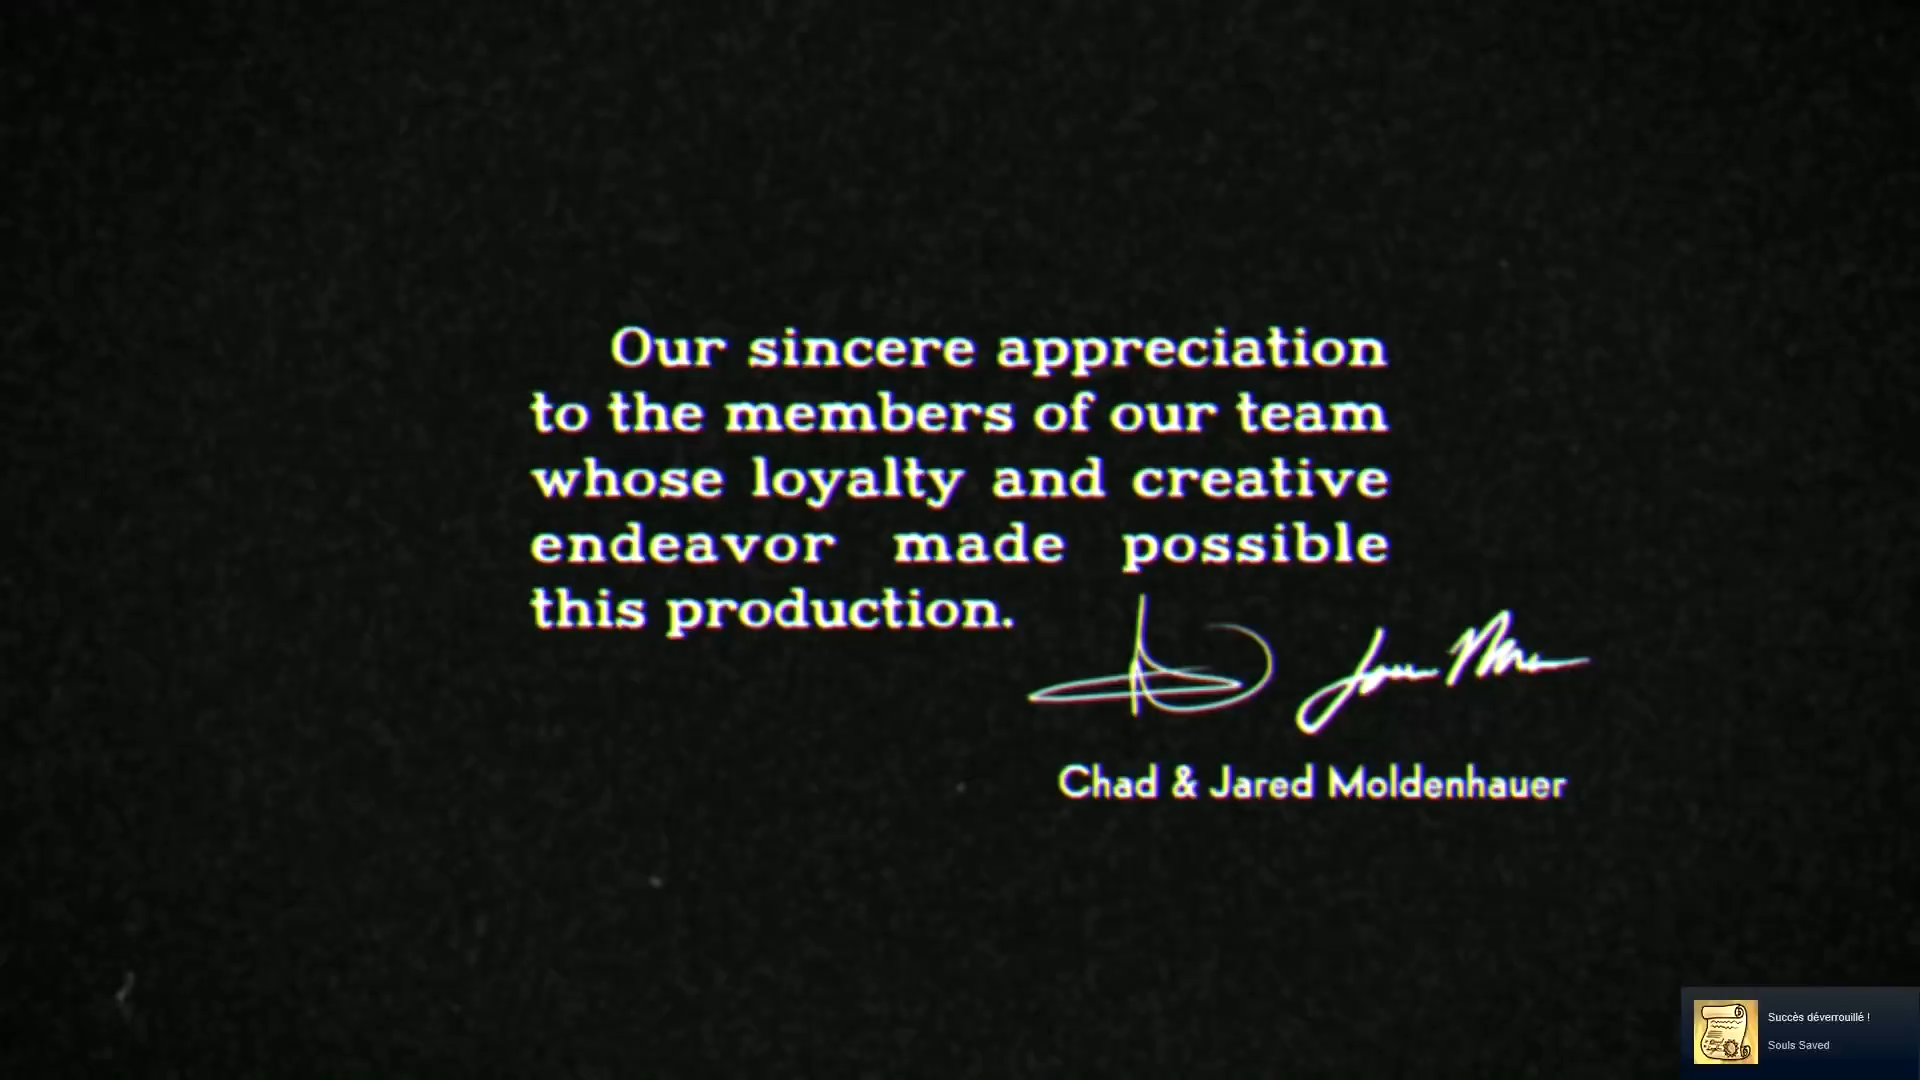 Our sincere appreciation
to the members of our team
whose loyalty and creative
endeavor made possible
this production.
Chad & Jared Moldenhauer
Succès déverrouillé !
Souls Saved